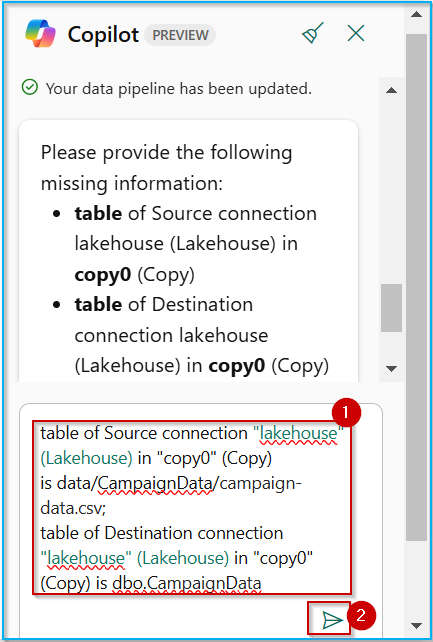 Copilot PREVIEW
Your data pipeline has been updated.
Please provide the following
missing information:
• table of Source connection
lakehouse (Lakehouse) in
copy0 (Copy)
• table of Destination
connection lakehouse
(Lakehouse) in copy0 (Copy)
1
table of Source connection "lakehouse"
(Lakehouse) in "copy0" (Copy)
is data/CampaignData/campaign-
data.csv;
table of Destination connection
"lakehouse" (Lakehouse) in "copy0"
(Copy) is dbo.CampaignData
2